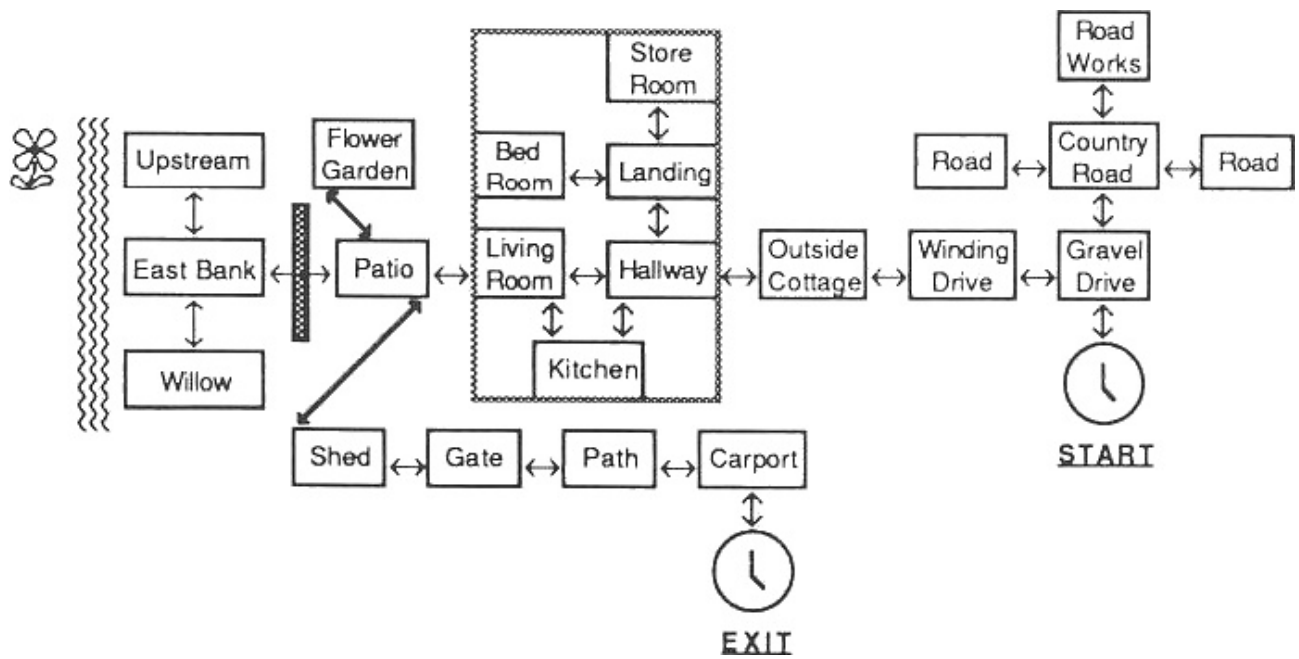 Road
Works
Store
Room
Flower
Garden
Upstream
Bed
Room
Landing
Road
Country
Road
Road
East Bank
Patio
Living
Room
Hallway
Outside
Cottage
Winding
Drive
Gravel
Drive
Willow
Kitchen
Shed
Gate
Path
Carport
START
EXIT